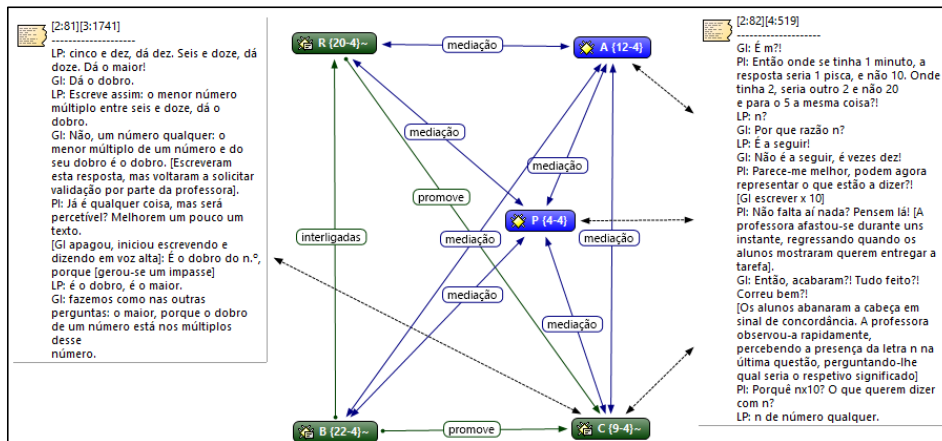 [2:81][3:1741]
--------------------
LP: cinco e dez, dá dez. Seis e doze, dá
doze. Dá o maior!
GI: Dá o dobro.
LP: Escreve assim: o menor número
múltiplo entre seis e doze, dá o
dobro.
GI: Não, um número qualquer: o
menor múltiplo de um número e do
seu dobro é o dobro. [Escreveram
esta resposta, mas voltaram a solicitar
validação por parte da professora].
PI: Já é qualquer coisa, mas será
percetível? Melhorem um pouco um
texto.
[GI apagou, iniciou escrevendo e
dizendo em voz alta]: É o dobro do n.º,
porque [gerou-se um impasse]
LP: é o dobro, é o maior.
GI: fazemos como nas outras
perguntas: o maior, porque o dobro
de um número está nos múltiplos
desse
número.
R {20-4}~
mediação
A {12-4}
mediação
mediação
promove
P {4-4}
interligadas
mediação
mediação
mediação
mediação
B {22-4}~
promove
C {9-4}~
[2:82][4:519]
--------------------
GI: É m?!
PI: Então onde se tinha 1 minuto, a
resposta seria 1 pisca, e não 10. Onde
tinha 2, seria outro 2 e não 20
e para o 5 a mesma coisa?!
LP: n?
GI: Por que razão n?
LP: É a seguir!
GI: Não é a seguir, é vezes dez!
PI: Parece-me melhor, podem agora
representar o que estão a dizer?!
[GI escrever x 10]
PI: Não falta aí nada? Pensem lá! [A
professora afastou-se durante uns
instante, regressando quando os
alunos mostraram querem entregar a
tarefa].
GI: Então, acabaram?! Tudo feito?!
Correu bem?!
[Os alunos abanaram a cabeça em
sinal de concordância. A professora
observou-a rapidamente,
percebendo a presença da letra n na
última questão, perguntando-lhe
qual seria o respetivo significado]
PI: Porquê nx10? O que querem dizer
com n?
LP: n de número qualquer.